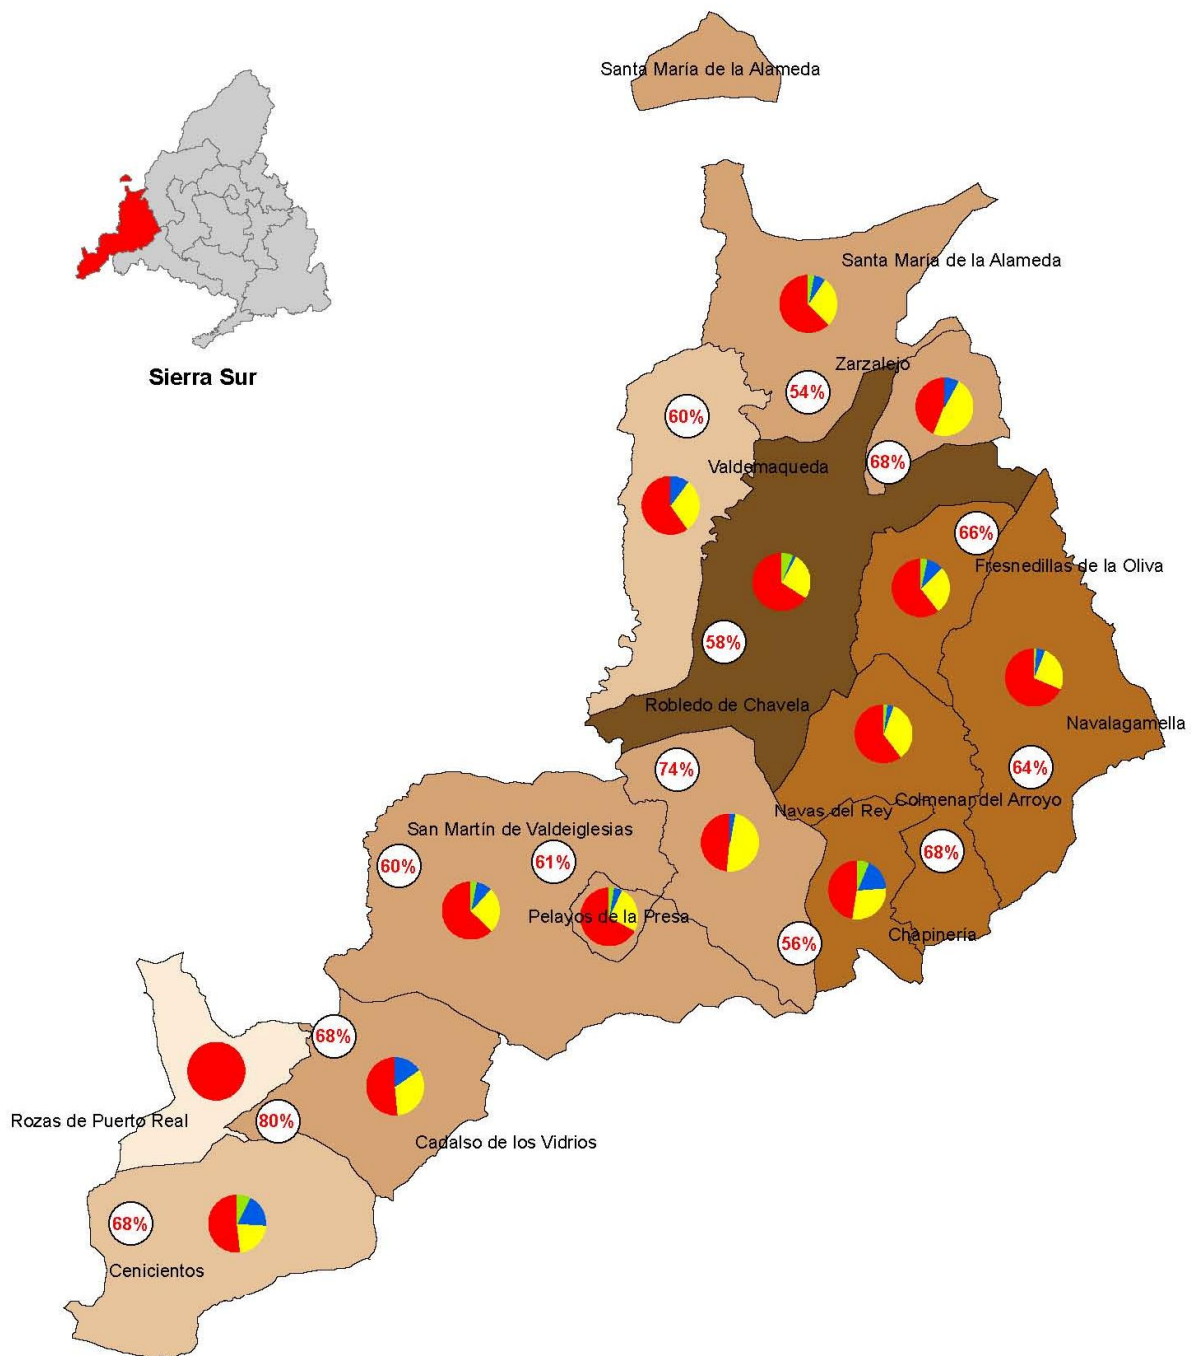 Santa María de la Alameda
Sierra Sur
Santa María de la Alameda
Zarzalejo
54%
60%
Valdemaqueda
68%
66%
Fresnedillas de la Oliva
58%
Robledo de Chavela
Navalagamella
74%
64%
Navas del Rey
Colmenar del Arroyo
San Martín de Valdeiglesias
60%
61%
68%
Pelayos de la Presa
56%
Chapinería
68%
Rozas de Puerto Real
80%
Cadalso de los Vidrios
68%
Cenicientos